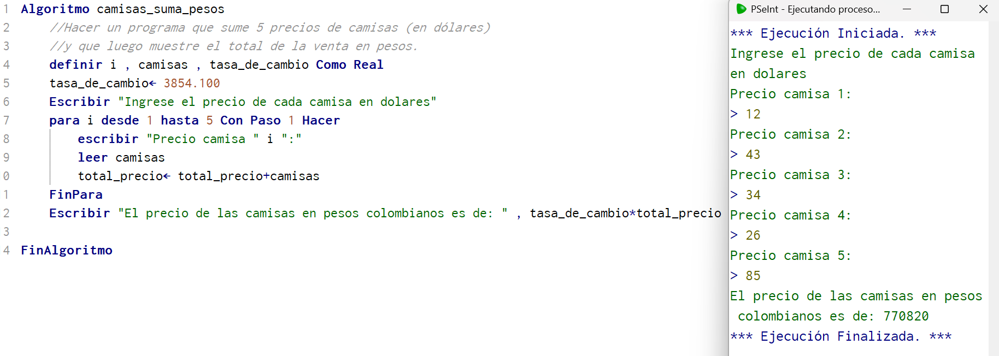 1 Algoritmo camisas_suma_pesos
2 //Hacer un programa que sume 5 precios de camisas (en dólares)
3 //y que luego muestre el total de la venta en pesos.
4 definir i , camisas , tasa_de_cambio Como Real
5 tasa_de_cambio← 3854.100
6 Escribir "Ingrese el precio de cada camisa en dolares"
7 para i desde 1 hasta 5 Con Paso 1 Hacer
8 escribir "Precio camisa " i ":"
9 leer camisas
0 total_precio← total_precio+camisas
1 FinPara
2 Escribir "El precio de las camisas en pesos colombianos es de: " , tasa_de_cambio*total_precio
3
4 FinAlgoritmo
PSeInt - Ejecutando proceso...
*** Ejecución Iniciada. ***
Ingrese el precio de cada camisa
en dolares
Precio camisa 1:
> 12
Precio camisa 2:
> 43
Precio camisa 3:
> 34
Precio camisa 4:
> 26
Precio camisa 5:
> 85
El precio de las camisas en pesos
colombianos es de: 770820
*** Ejecución Finalizada. ***